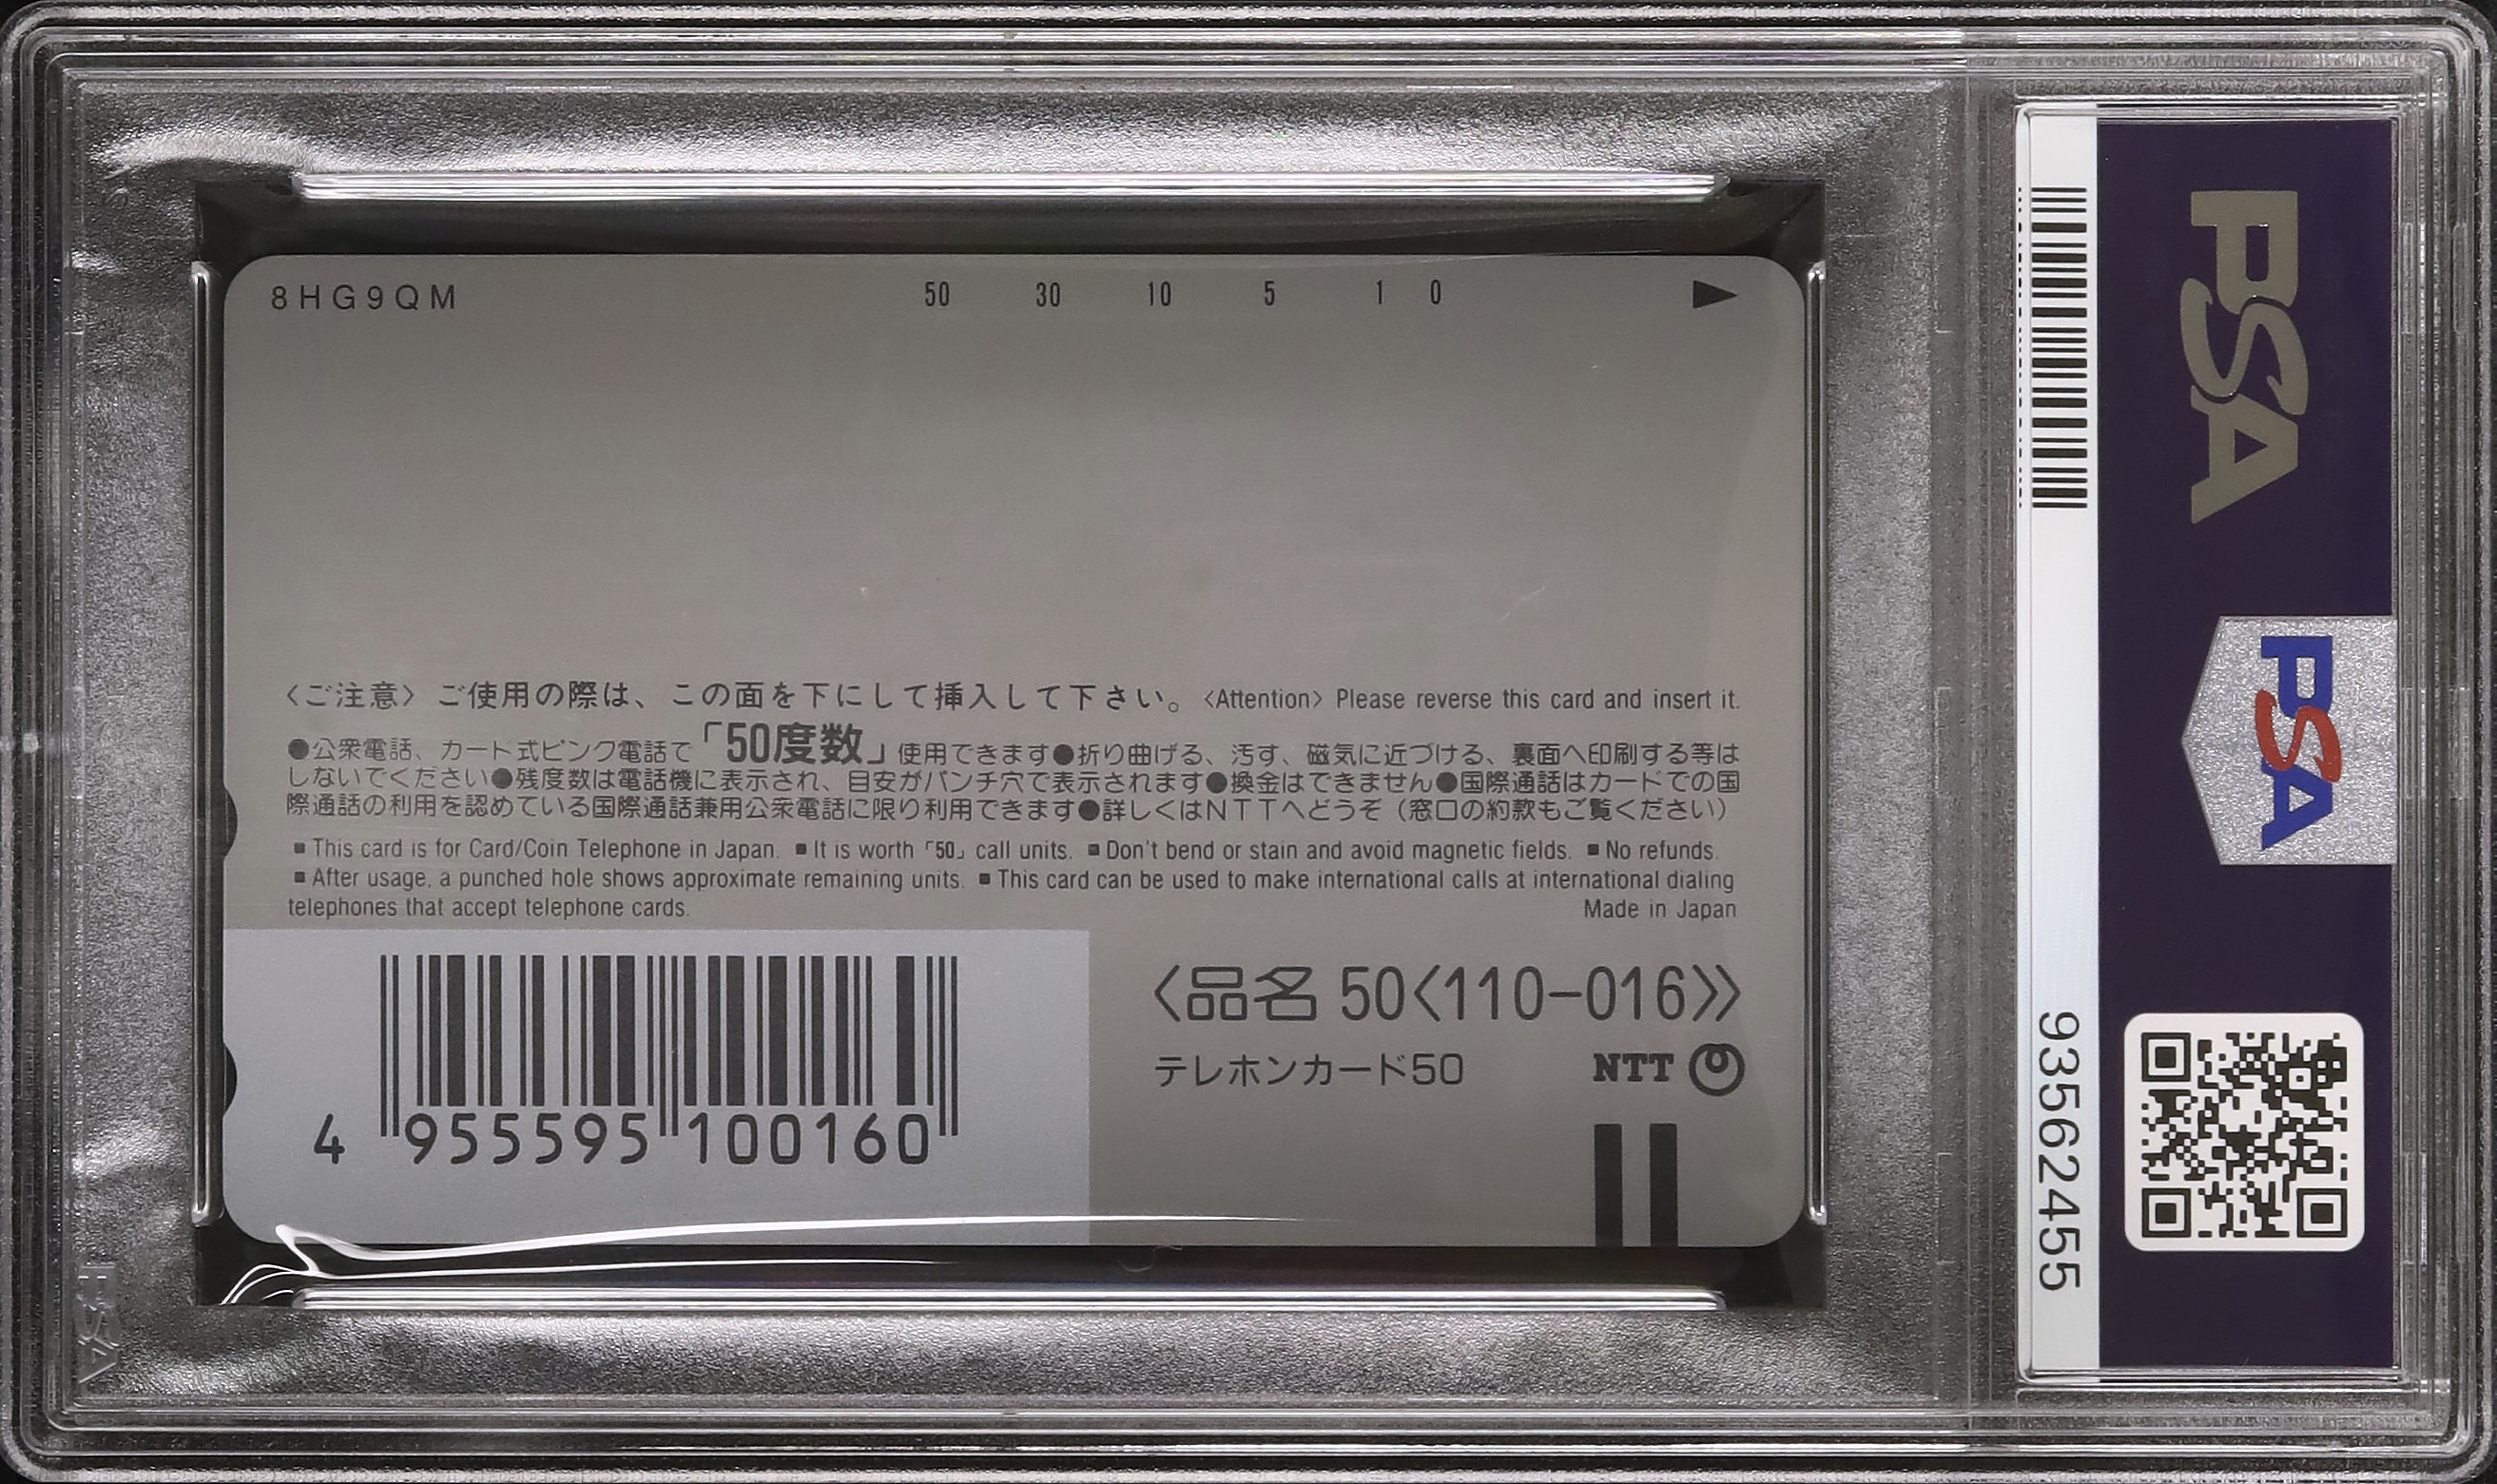 8HG9QM
50 30 10 5 1 0
〈ご注意〉ご使用の際は、この面を下にして挿入して下さい。〈Attention〉 Please reverse this card and insert it.
●公衆電話、カード式ピンク電話で「50度数」使用できます●折り曲げる、汚す、磁気に近づける、裏面へ印刷する等は
しないでください●残度数は電話機に表示され、目安がパンチ穴で表示されます●換金はできません●国際通話はカードでの国
際通話の利用を認めている国際通話兼用公衆電話に限り利用できます●詳しくはNTTへどうぞ（窓口の約款もご覧ください）
■ This card is for Card/Coin Telephone in Japan. ■ It is worth「50」call units. ■ Don't bend or stain and avoid magnetic fields. ■ No refunds.
■ After usage, a punched hole shows approximate remaining units. ■ This card can be used to make international calls at international dialing
telephones that accept telephone cards.
Made in Japan
〈品名 50〈110-016〉〉
テレホンカード50
NTT
4 955595 100160
PSA
PSA
93562455
PSA